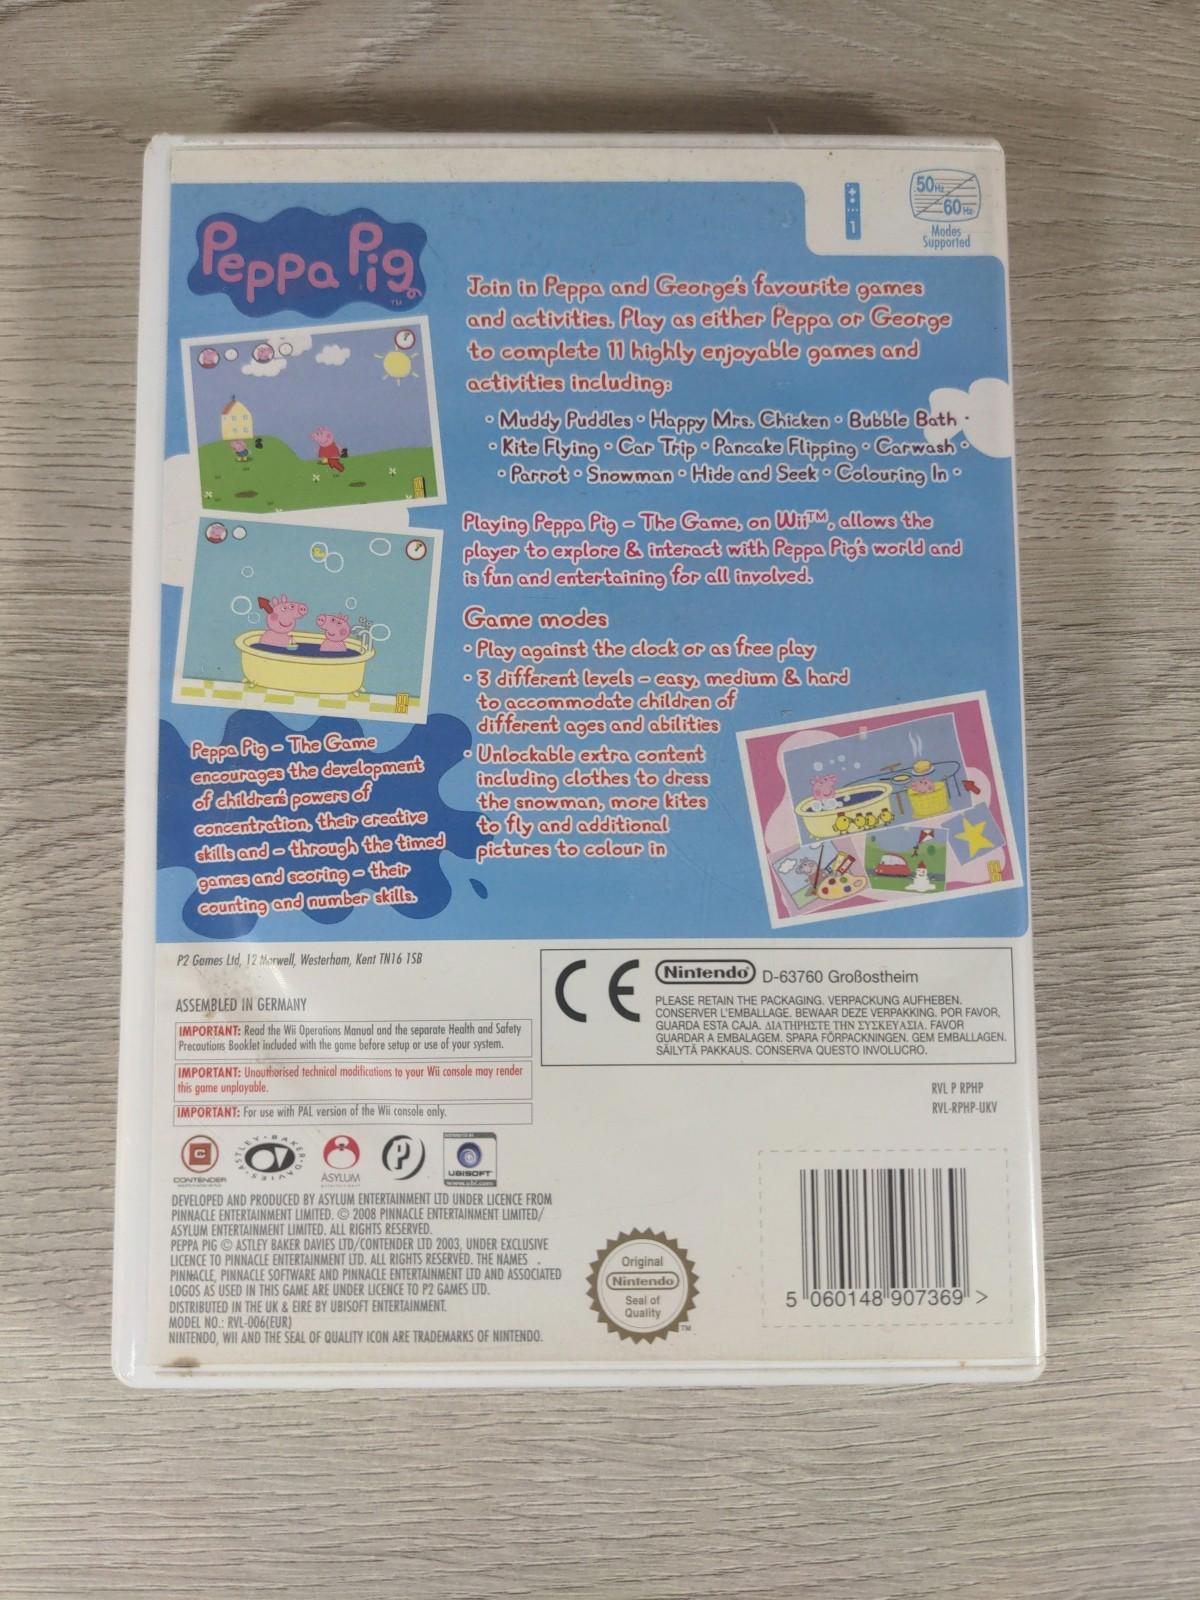 50Hz
60Hz
Modes
Supported
1
Peppa Pig
TM
Join in Peppa and George's favourite games
and activities. Play as either Peppa or George
to complete 11 highly enjoyable games and
activities including:
• Muddy Puddles • Happy Mrs. Chicken • Bubble Bath •
• Kite Flying • Car Trip • Pancake Flipping • Carwash •
• Parrot • Snowman • Hide and Seek • Colouring In •
Playing Peppa Pig – The Game, on Wii™, allows the
player to explore & interact with Peppa Pig's world and
is fun and entertaining for all involved.
Game modes
• Play against the clock or as free play
• 3 different levels – easy, medium & hard
to accommodate children of
different ages and abilities
• Unlockable extra content
including clothes to dress
the snowman, more kites
to fly and additional
pictures to colour in
Peppa Pig – The Game
encourages the development
of children's powers of
concentration, their creative
skills and – through the timed
games and scoring – their
counting and number skills.
P2 Games Ltd, 12 Morwell, Westerham, Kent TN16 1SB
ASSEMBLED IN GERMANY
IMPORTANT: Read the Wii Operations Manual and the separate Health and Safety
Precautions Booklet included with the game before setup or use of your system.
IMPORTANT: Unauthorised technical modifications to your Wii console may render
this game unplayable.
IMPORTANT: For use with PAL version of the Wii console only.
CE
Nintendo D-63760 Großostheim
PLEASE RETAIN THE PACKAGING. VERPACKUNG AUFHEBEN.
CONSERVER L'EMBALLAGE. BEWAAR DEZE VERPAKKING. POR FAVOR,
GUARDA ESTA CAJA. ΔΙΑΤΗΡΗΣΤΕ ΤΗΝ ΣΥΣΚΕΥΑΣΙΑ. FAVOR
GUARDAR A EMBALAGEM. SPARA FÖRPACKNINGEN. GEM EMBALLAGEN.
SÄILYTÄ PAKKAUS. CONSERVA QUESTO INVOLUCRO.
RVL P RPHP
RVL-RPHP-UKV
C
CONTENDER
ASTLEY • BAKER • DAVIES •
ASYLUM
P
DISTRIBUTED BY
UBISOFT
www.ubi.com
DEVELOPED AND PRODUCED BY ASYLUM ENTERTAINMENT LTD UNDER LICENCE FROM
PINNACLE ENTERTAINMENT LIMITED. © 2008 PINNACLE ENTERTAINMENT LIMITED/
ASYLUM ENTERTAINMENT LIMITED. ALL RIGHTS RESERVED.
PEPPA PIG © ASTLEY BAKER DAVIES LTD/CONTENDER LTD 2003, UNDER EXCLUSIVE
LICENCE TO PINNACLE ENTERTAINMENT LTD. ALL RIGHTS RESERVED. THE NAMES
PINNACLE, PINNACLE SOFTWARE AND PINNACLE ENTERTAINMENT LTD AND ASSOCIATED
LOGOS AS USED IN THIS GAME ARE UNDER LICENCE TO P2 GAMES LTD.
DISTRIBUTED IN THE UK & EIRE BY UBISOFT ENTERTAINMENT.
MODEL NO.: RVL-006(EUR)
NINTENDO, WII AND THE SEAL OF QUALITY ICON ARE TRADEMARKS OF NINTENDO.
Original
Nintendo
Seal of
Quality
TM
5 060148 907369 >